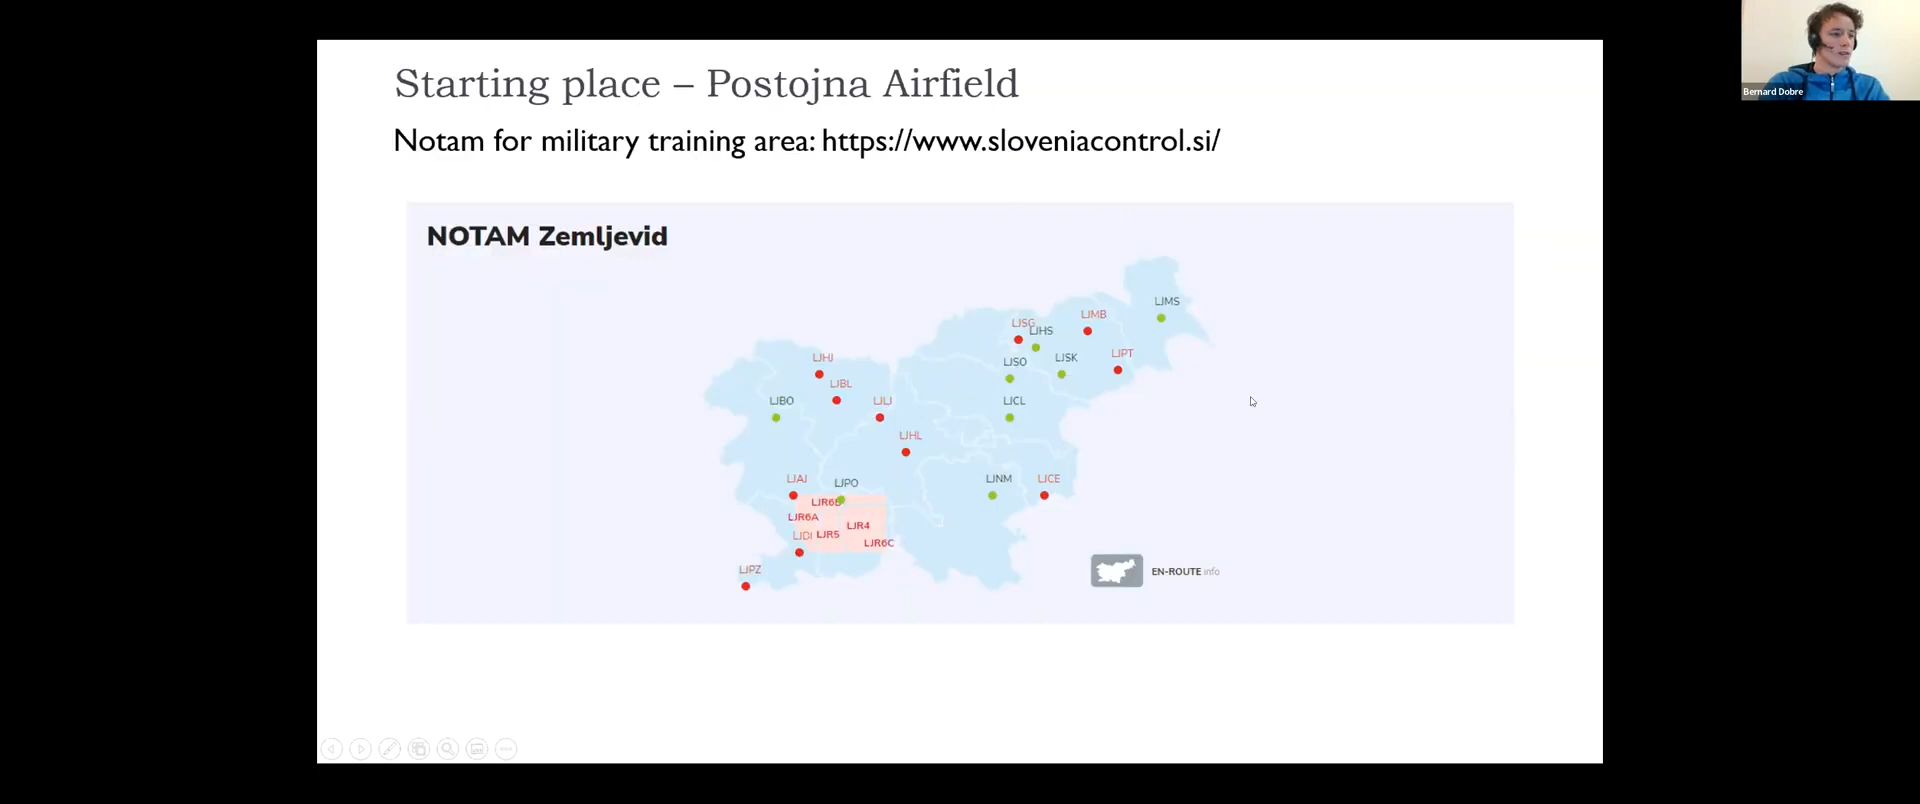 Starting place – Postojna Airfield
Bernard Dobre
Notam for military training area: https://www.sloveniacontrol.si/
NOTAM Zemljevid
LJMS
LJMB
LJSG
LJHS
LJPT
LJHJ
LJSO
LJSK
LJBL
LJBO
LJLJ
LJCL
LJHL
LJAJ
LJPO
LJNM
LJCE
LJR6B
LJR6A
LJR4
LJDI
LJR5
LJR6C
LJPZ
EN-ROUTE info